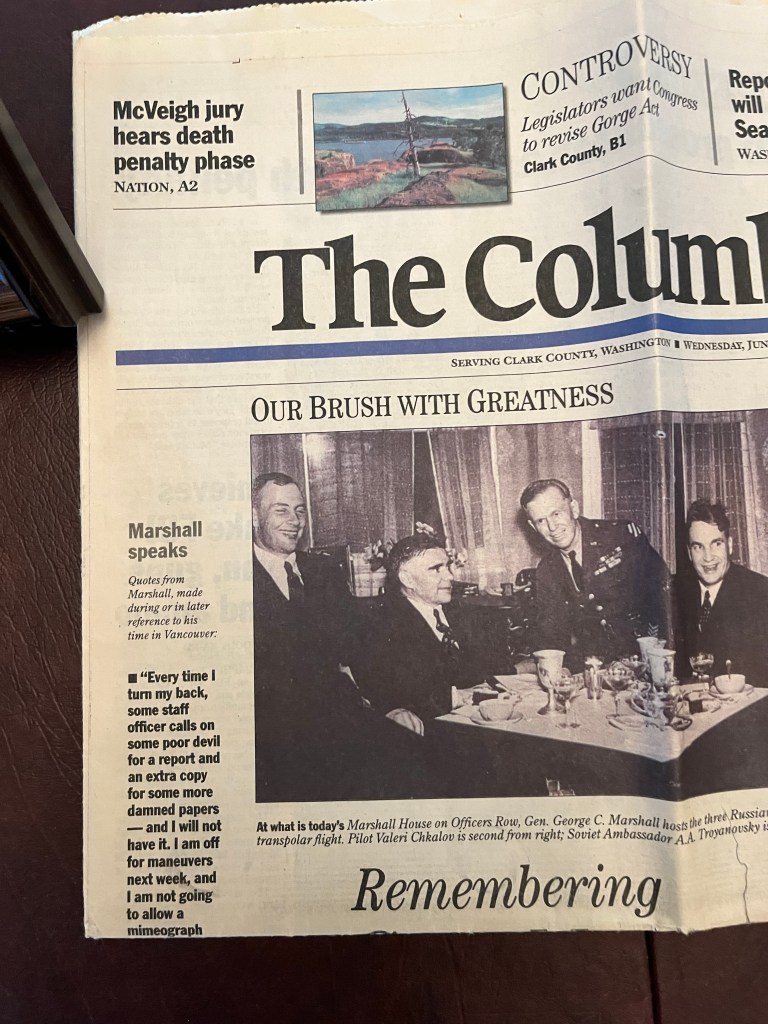 McVeigh jury
hears death
penalty phase
NATION, A2
CONTROVERSY
Legislators want Congress
to revise Gorge Act
Clark County, B1
will
The
SERVING CLARK COUNTY, WASHINGTON ■ WEDNESDAY,
OUR BRUSH WITH GREATNESS
Marshall
speaks
Quotes from
Marshall, made
during or in later
reference to his
time in Vancouver:
■ “Every time I
turn my back,
some staff
officer calls on
some poor devil
for a report and
an extra copy
for some more
damned papers
— and I will not
have it. I am off
for maneuvers
next week, and
I am not going
to allow a
mimeograph
At what is today's Marshall House on Officers Row, Gen. George C. Marshall hosts the three Russian
transpolar flight. Pilot Valeri Chkalov is second from right; Soviet Ambassador A.A. Troyanovsky is
Remembering